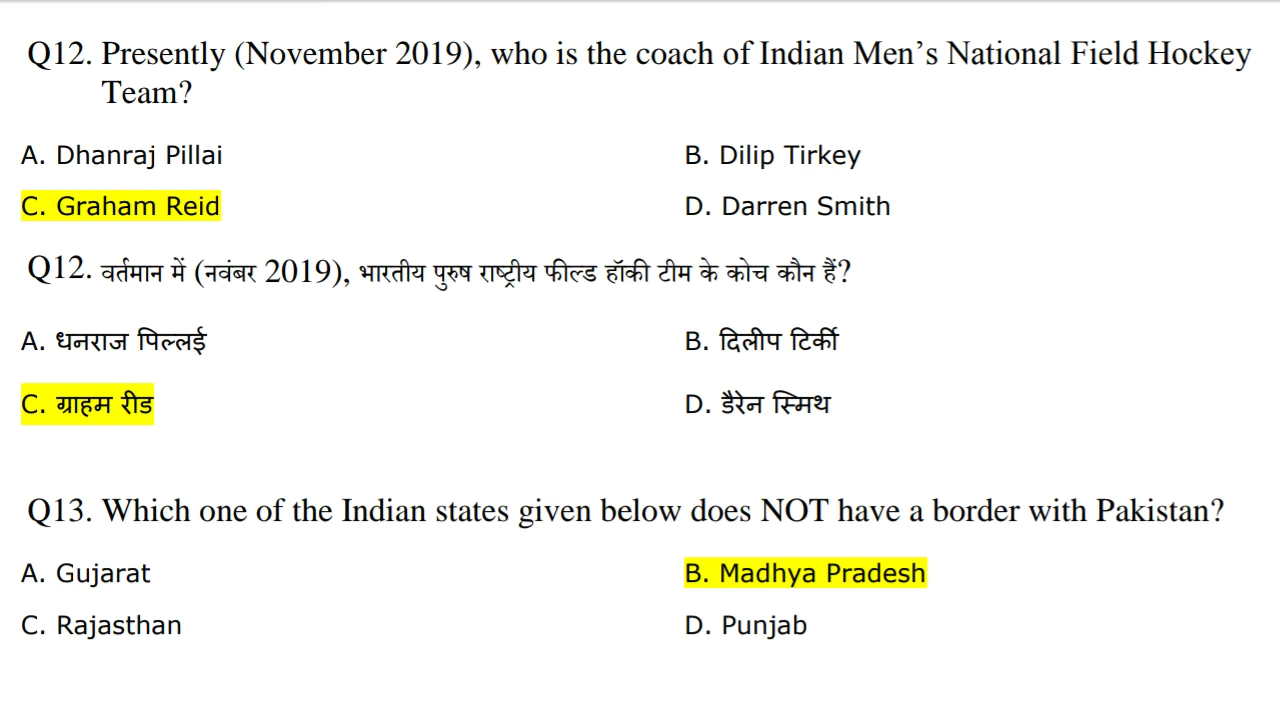 Q12. Presently (November 2019), who is the coach of Indian Men’s National Field Hockey
Team?
A. Dhanraj Pillai B. Dilip Tirkey
C. Graham Reid D. Darren Smith
Q12. वर्तमान में (नवंबर 2019), भारतीय पुरुष राष्ट्रीय फील्ड हॉकी टीम के कोच कौन हैं?
A. धनराज पिल्लई B. दिलीप टिर्की
C. ग्राहम रीड D. डैरेन स्मिथ
Q13. Which one of the Indian states given below does NOT have a border with Pakistan?
A. Gujarat B. Madhya Pradesh
C. Rajasthan D. Punjab